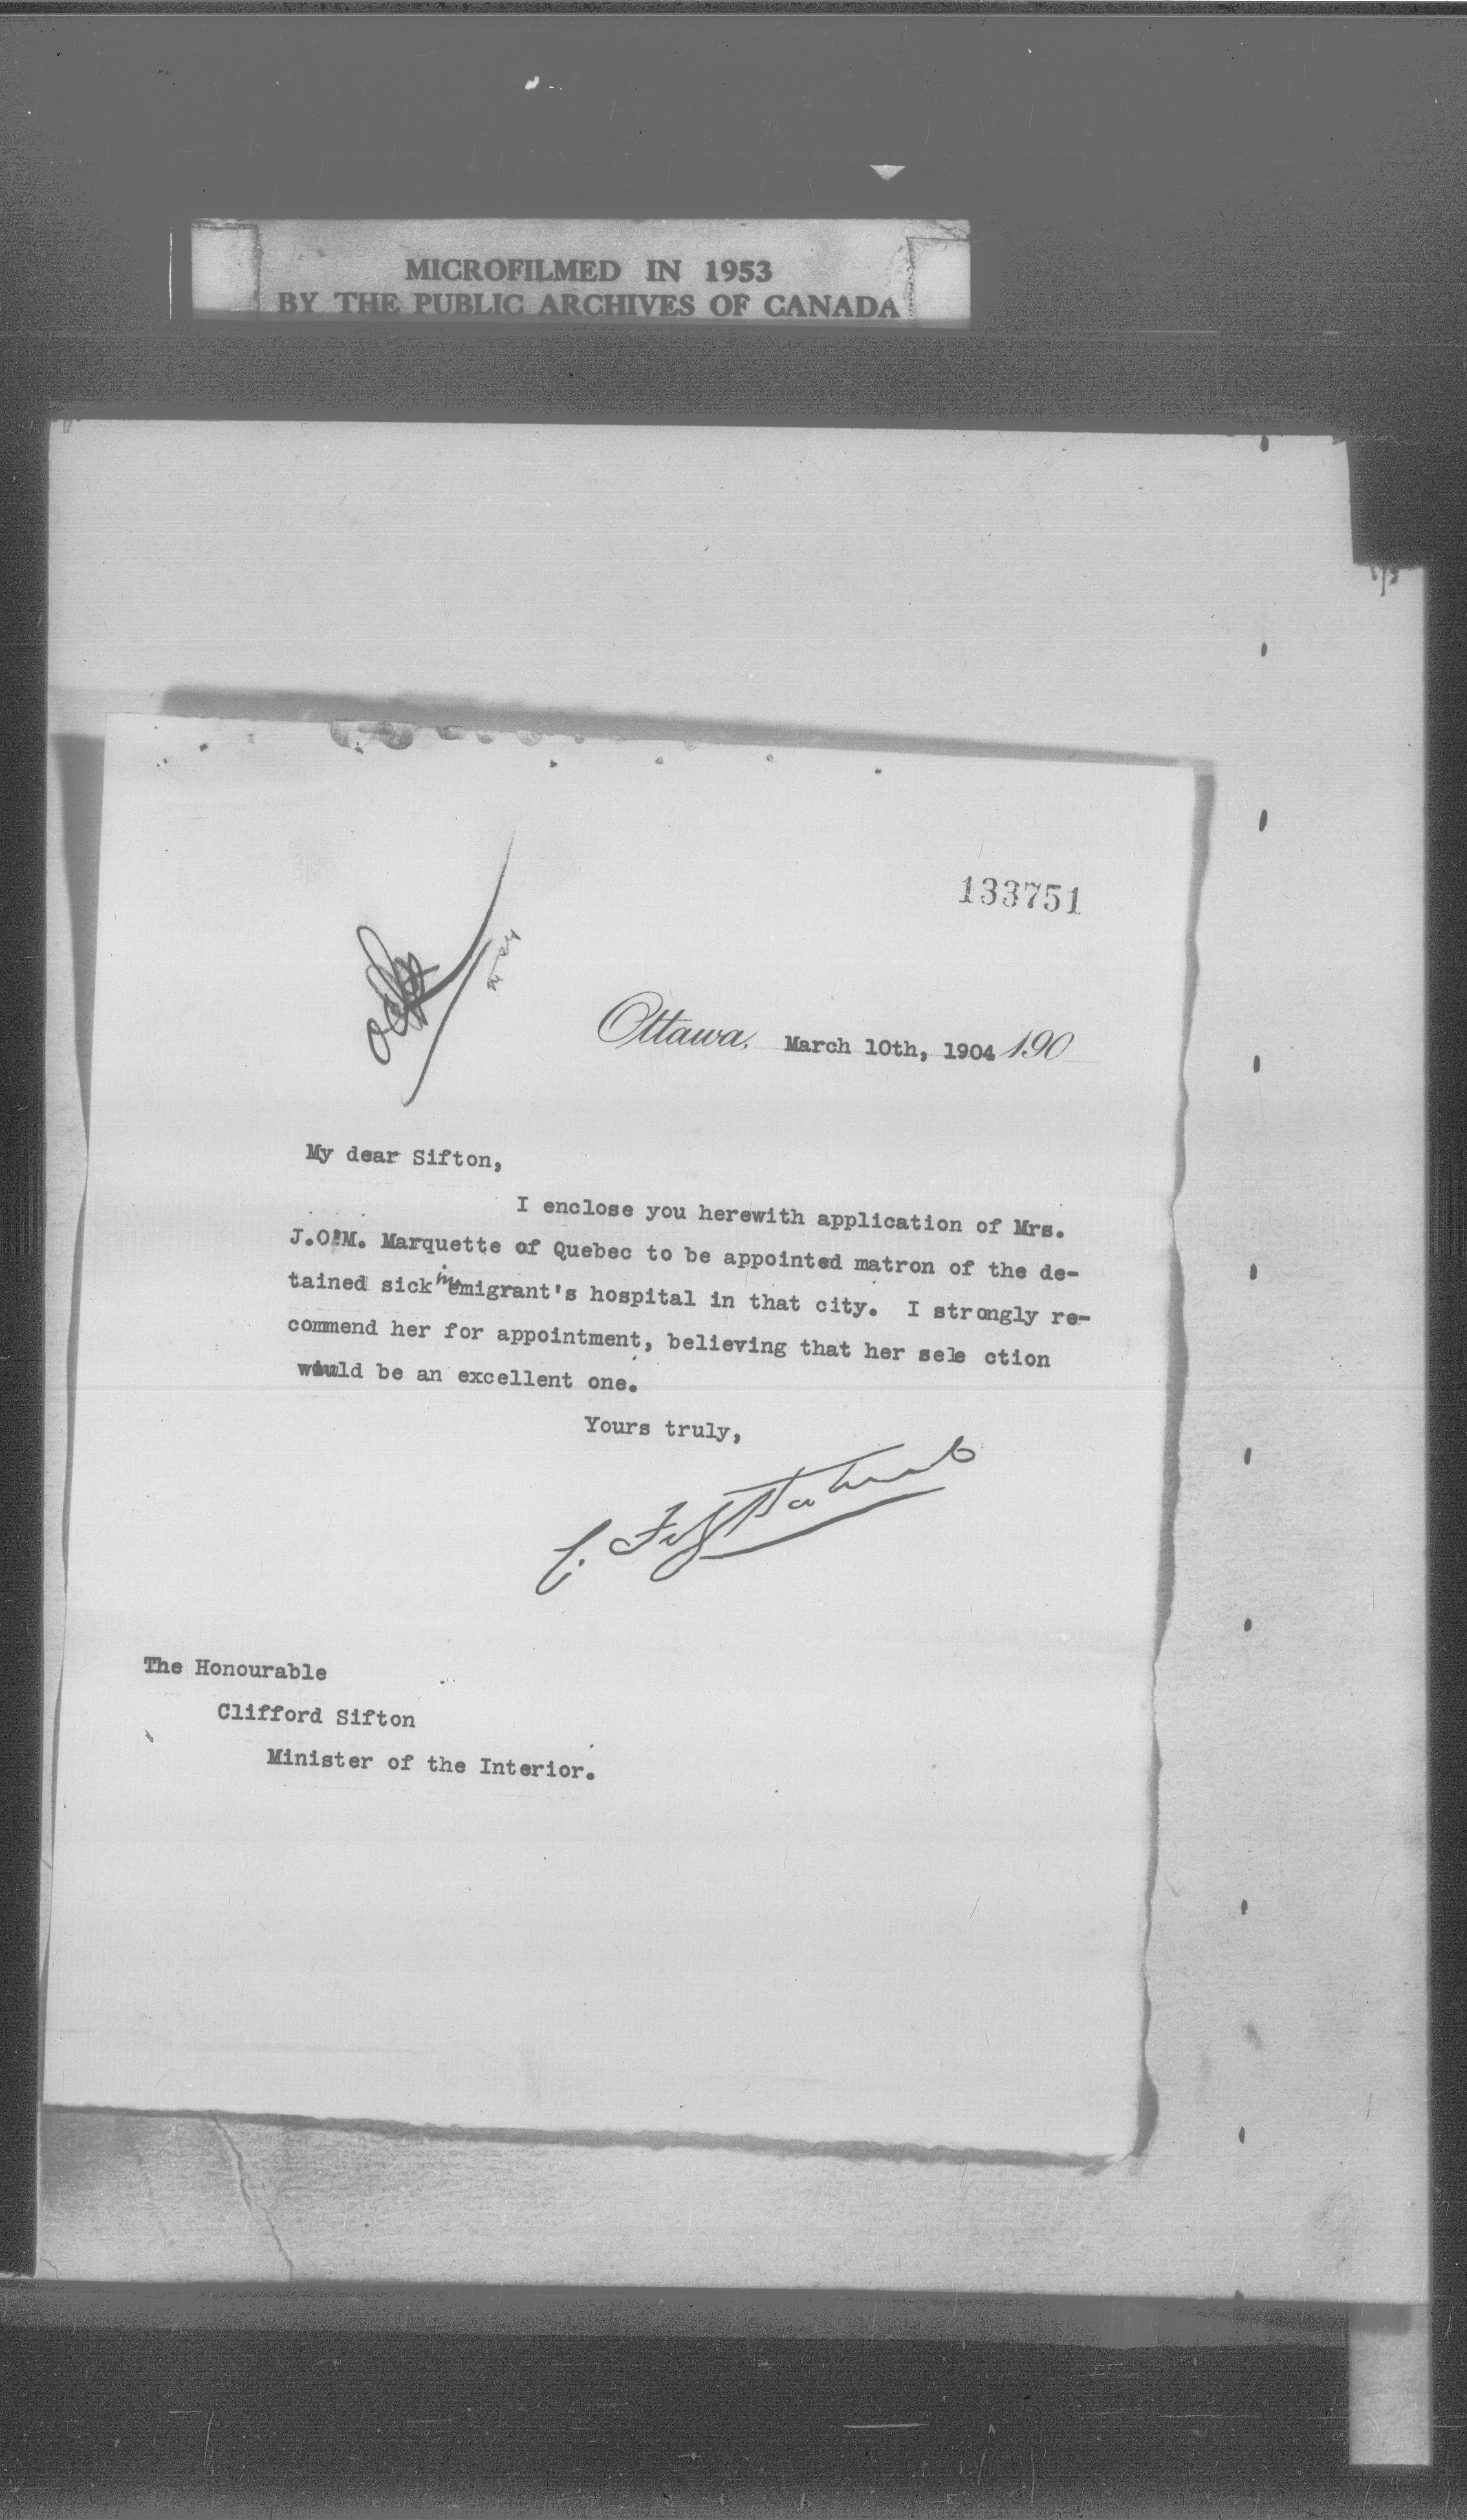 MICROFILMED IN 1953
BY THE PUBLIC ARCHIVES OF CANADA
133751
Ottawa, March 10th, 1904 190
My dear Sifton,
I enclose you herewith application of Mrs.
J.O!M. Marquette of Quebec to be appointed matron of the de-
tained sick immigrant's hospital in that city. I strongly re-
commend her for appointment, believing that her sele ction
would be an excellent one.
Yours truly,
C. Fitzpatrick
The Honourable
Clifford Sifton
Minister of the Interior.